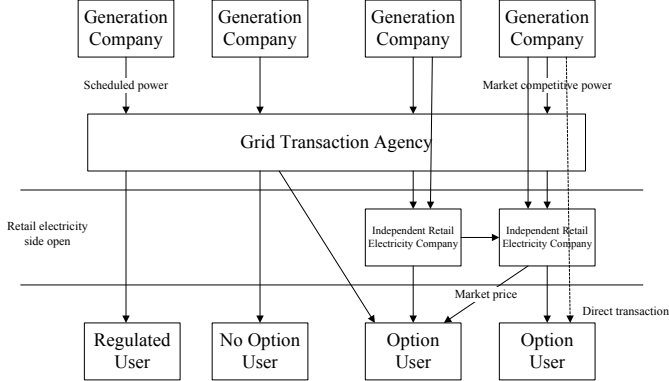 Generation
Company
Generation
Company
Generation
Company
Generation
Company
Scheduled power
Market competitive power
Grid Transaction Agency
Retail electricity
side open
Independent Retail
Electricity Company
Independent Retail
Electricity Company
Market price
Direct transaction
Regulated
User
No Option
User
Option
User
Option
User